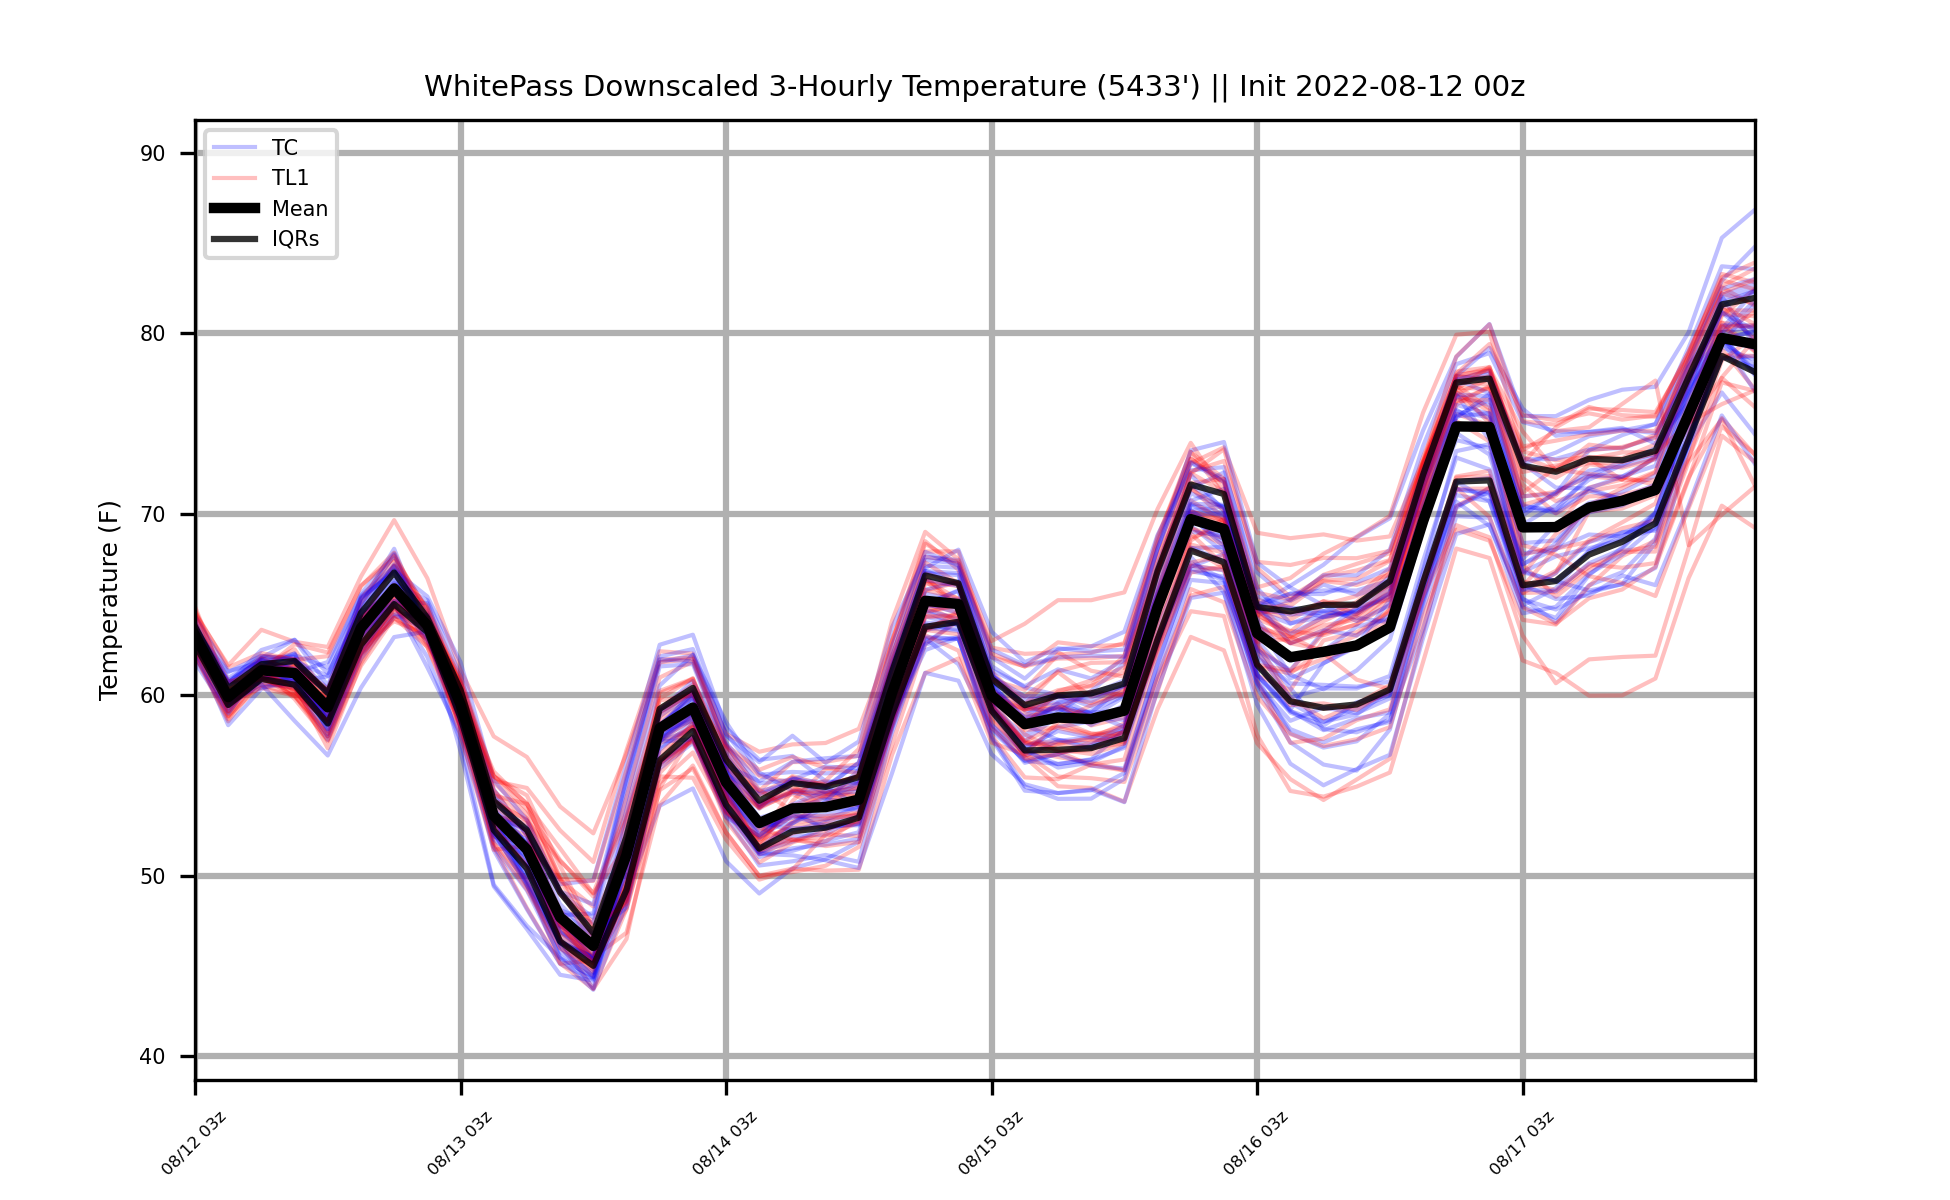 WhitePass Downscaled 3-Hourly Temperature (5433') || Init 2022-08-12 00z
TC
TL1
Mean
IQRs
Temperature (F)
90
80
70
60
50
40
08/12 03z
08/13 03z
08/14 03z
08/15 03z
08/16 03z
08/17 03z